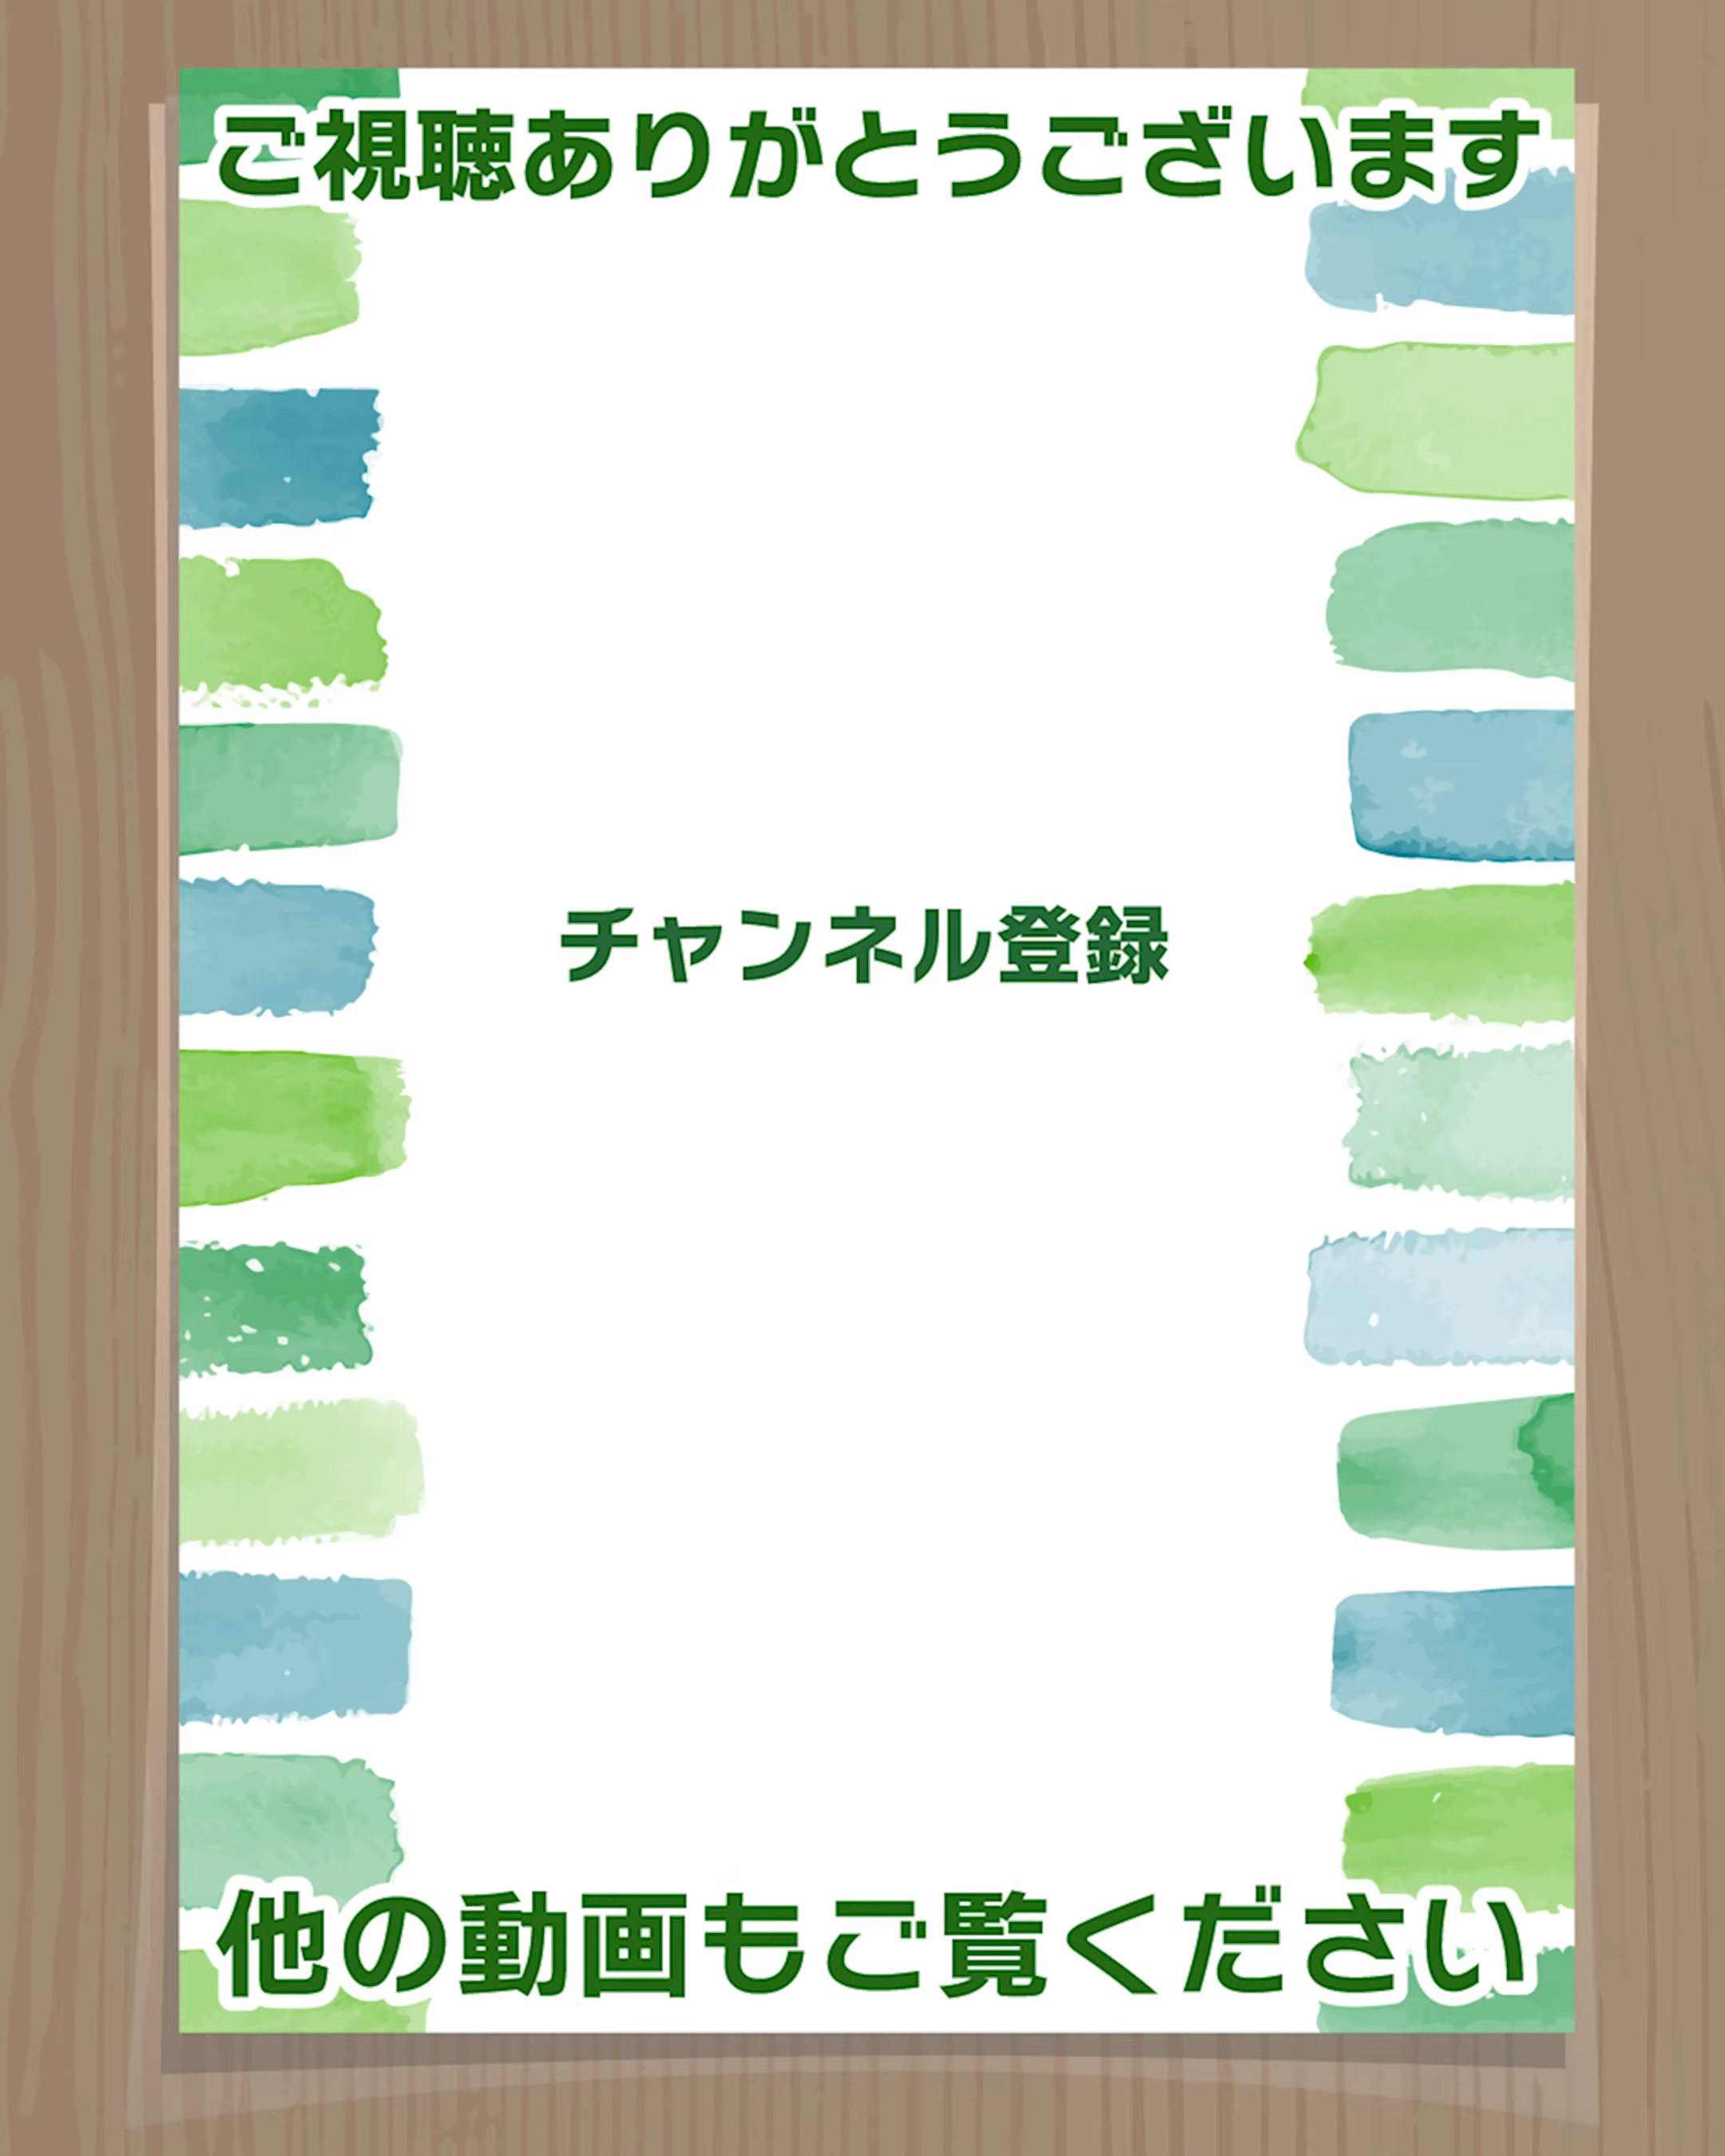 ご視聴ありがとうございます
チャンネル登録
他の動画もご覧ください